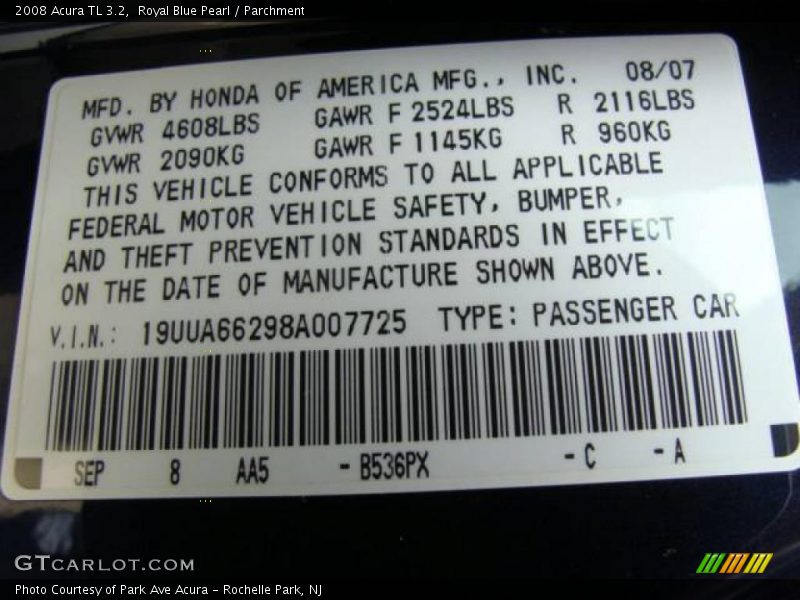 2008 Acura TL 3.2,  Royal Blue Pearl / Parchment
MFD. BY HONDA OF AMERICA MFG., INC. 08/07
GVWR 4608LBS GAWR F 2524LBS R 2116LBS
GVWR 2090KG GAWR F 1145KG R 960KG
THIS VEHICLE CONFORMS TO ALL APPLICABLE
FEDERAL MOTOR VEHICLE SAFETY, BUMPER,
AND THEFT PREVENTION STANDARDS IN EFFECT
ON THE DATE OF MANUFACTURE SHOWN ABOVE.
V.I.N.: 19UUA66298A007725 TYPE: PASSENGER CAR
SEP 8 AA5 -B536PX -C -A
GTCARLOT.COM
Photo Courtesy of Park Ave Acura - Rochelle Park, NJ